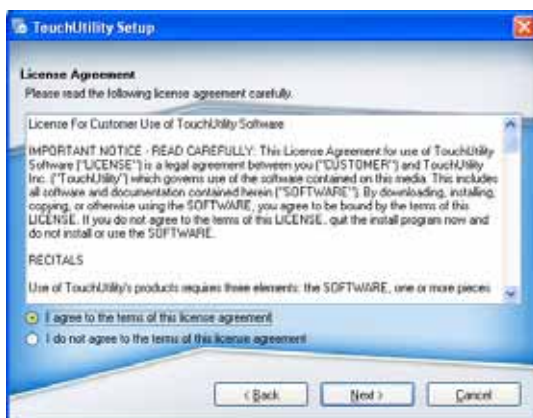 TouchUtility Setup
License Agreement
Please read the following license agreement carefully.
License For Customer Use of TouchUtility Software
IMPORTANT NOTICE - READ CAREFULLY: This License Agreement for use of TouchUtility
Software ("LICENSE") is a legal agreement between you ("CUSTOMER") and TouchUtility
Inc. ("TouchUtility") which governs use of the software contained on this media. This includes
all software and documentation contained herein ("SOFTWARE"). By downloading, installing,
copying, or otherwise using the SOFTWARE, you agree to be bound by the terms of this
LICENSE. If you do not agree to the terms of this LICENSE, quit the install program now and
do not install or use the SOFTWARE.
RECITALS
Use of TouchUtility's products requires three elements: the SOFTWARE, one or more pieces
I agree to the terms of this license agreement
I do not agree to the terms of this license agreement
< Back
Next >
Cancel